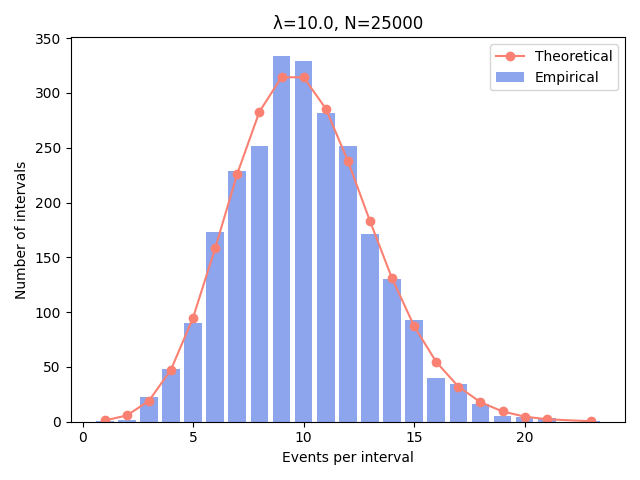 λ=10.0, N=25000
Theoretical
Empirical
Number of intervals
350
300
250
200
150
100
50
0
0 5 10 15 20
Events per interval